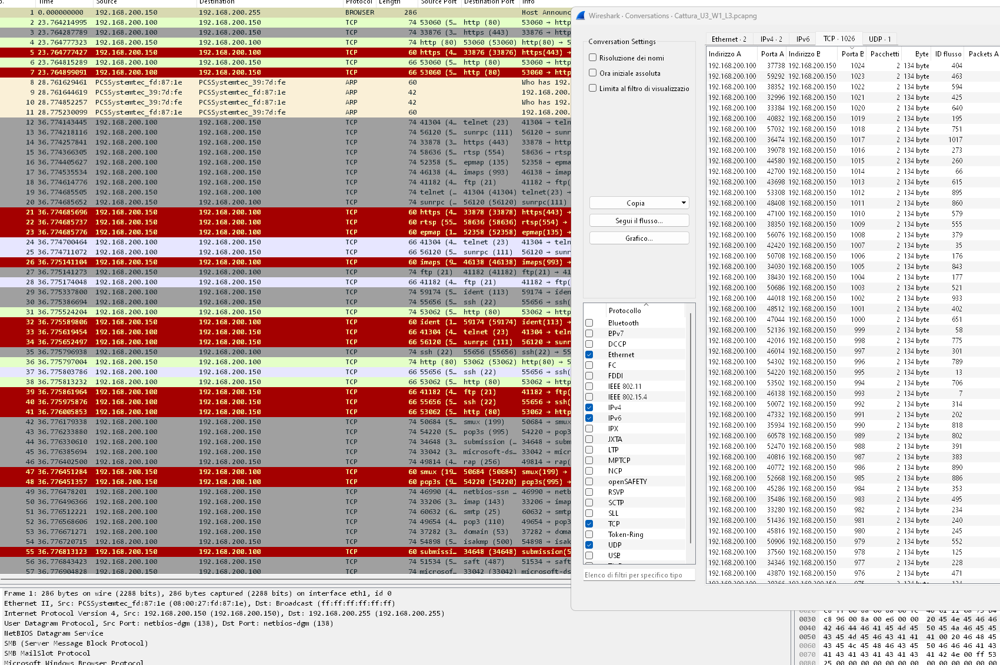 Time Source Destination Protocol Length Source Port Destination Port Info
1 0.000000000 192.168.200.150 192.168.200.255 BROWSER 286 Host Announc
2 23.764214995 192.168.200.100 192.168.200.150 TCP 74 53060 (5… http (80) 53060 → http
3 23.764287789 192.168.200.100 192.168.200.150 TCP 74 33876 (3… https (443) 33876 → http
4 23.764777323 192.168.200.150 192.168.200.100 TCP 74 http (80) 53060 (53060) http(80) → 5
5 23.764777427 192.168.200.150 192.168.200.100 TCP 60 https (4… 33876 (33876) https(443) →
6 23.764815289 192.168.200.100 192.168.200.150 TCP 66 53060 (5… http (80) 53060 → http
7 23.764899091 192.168.200.100 192.168.200.150 TCP 66 53060 (5… http (80) 53060 → http
8 28.761629461 PCSSystemtec_fd:87:1e PCSSystemtec_39:7d:fe ARP 60 Who has 192.
9 28.761644619 PCSSystemtec_39:7d:fe PCSSystemtec_fd:87:1e ARP 42 192.168.200.
10 28.774852257 PCSSystemtec_39:7d:fe PCSSystemtec_fd:87:1e ARP 42 Who has 192.
11 28.775230099 PCSSystemtec_fd:87:1e PCSSystemtec_39:7d:fe ARP 60 192.168.200.
12 36.774143445 192.168.200.100 192.168.200.150 TCP 74 41304 (4… telnet (23) 41304 → teln
13 36.774218116 192.168.200.100 192.168.200.150 TCP 74 56120 (5… sunrpc (111) 56120 → sunr
14 36.774257841 192.168.200.100 192.168.200.150 TCP 74 33878 (3… https (443) 33878 → http
15 36.774366305 192.168.200.100 192.168.200.150 TCP 74 58636 (5… rtsp (554) 58636 → rtsp
16 36.774405627 192.168.200.100 192.168.200.150 TCP 74 52358 (5… epmap (135) 52358 → epma
17 36.774535534 192.168.200.100 192.168.200.150 TCP 74 46138 (4… imaps (993) 46138 → imap
18 36.774614776 192.168.200.100 192.168.200.150 TCP 74 41182 (4… ftp (21) 41182 → ftp(
19 36.774685505 192.168.200.150 192.168.200.100 TCP 74 telnet (… 41304 (41304) telnet(23) →
20 36.774685652 192.168.200.150 192.168.200.100 TCP 74 sunrpc (… 56120 (56120) sunrpc(111)
21 36.774685696 192.168.200.150 192.168.200.100 TCP 60 https (4… 33878 (33878) https(443) →
22 36.774685737 192.168.200.150 192.168.200.100 TCP 60 rtsp (55… 58636 (58636) rtsp(554) →
23 36.774685776 192.168.200.150 192.168.200.100 TCP 60 epmap (1… 52358 (52358) epmap(135) →
24 36.774700464 192.168.200.100 192.168.200.150 TCP 66 41304 (4… telnet (23) 41304 → teln
25 36.774711072 192.168.200.100 192.168.200.150 TCP 66 56120 (5… sunrpc (111) 56120 → sunr
26 36.775141104 192.168.200.150 192.168.200.100 TCP 60 imaps (9… 46138 (46138) imaps(993) →
27 36.775141273 192.168.200.150 192.168.200.100 TCP 74 ftp (21) 41182 (41182) ftp(21) → 41
28 36.775174048 192.168.200.100 192.168.200.150 TCP 66 41182 (4… ftp (21) 41182 → ftp(
29 36.775337800 192.168.200.100 192.168.200.150 TCP 74 59174 (5… ident (113) 59174 → iden
30 36.775386694 192.168.200.100 192.168.200.150 TCP 74 55656 (5… ssh (22) 55656 → ssh(
31 36.775524204 192.168.200.100 192.168.200.150 TCP 74 53062 (5… http (80) 53062 → http
32 36.775589806 192.168.200.150 192.168.200.100 TCP 60 ident (1… 59174 (59174) ident(113) →
33 36.775619454 192.168.200.100 192.168.200.150 TCP 66 41304 (4… telnet (23) 41304 → teln
34 36.775652497 192.168.200.100 192.168.200.150 TCP 66 56120 (5… sunrpc (111) 56120 → sunr
35 36.775796938 192.168.200.150 192.168.200.100 TCP 74 ssh (22) 55656 (55656) ssh(22) → 55
36 36.775797004 192.168.200.150 192.168.200.100 TCP 74 http (80) 53062 (53062) http(80) → 5
37 36.775803786 192.168.200.100 192.168.200.150 TCP 66 55656 (5… ssh (22) 55656 → ssh(
38 36.775813232 192.168.200.100 192.168.200.150 TCP 66 53062 (5… http (80) 53062 → http
39 36.775861964 192.168.200.100 192.168.200.150 TCP 66 41182 (4… ftp (21) 41182 → ftp(
40 36.775975876 192.168.200.100 192.168.200.150 TCP 66 55656 (5… ssh (22) 55656 → ssh(
41 36.776005853 192.168.200.100 192.168.200.150 TCP 66 53062 (5… http (80) 53062 → http
42 36.776179338 192.168.200.100 192.168.200.150 TCP 74 50684 (5… smux (199) 50684 → smux
43 36.776233880 192.168.200.100 192.168.200.150 TCP 74 54220 (5… pop3s (995) 54220 → pop3
44 36.776330610 192.168.200.100 192.168.200.150 TCP 74 34648 (3… submission (… 34648 → subm
45 36.776385694 192.168.200.100 192.168.200.150 TCP 74 33042 (3… microsoft-ds… 33042 → micr
46 36.776402500 192.168.200.100 192.168.200.150 TCP 74 49814 (4… rap (256) 49814 → rap(
47 36.776451284 192.168.200.150 192.168.200.100 TCP 60 smux (19… 50684 (50684) smux(199) →
48 36.776451357 192.168.200.150 192.168.200.100 TCP 60 pop3s (9… 54220 (54220) pop3s(995) →
49 36.776478201 192.168.200.100 192.168.200.150 TCP 74 46990 (4… netbios-ssn … 46990 → netb
50 36.776496366 192.168.200.100 192.168.200.150 TCP 74 33206 (3… imap (143) 33206 → imap
51 36.776512221 192.168.200.100 192.168.200.150 TCP 74 60632 (6… smtp (25) 60632 → smtp
52 36.776568606 192.168.200.100 192.168.200.150 TCP 74 49654 (4… pop3 (110) 49654 → pop3
53 36.776671271 192.168.200.100 192.168.200.150 TCP 74 37282 (3… domain (53) 37282 → doma
54 36.776720715 192.168.200.100 192.168.200.150 TCP 74 54898 (5… isakmp (500) 54898 → isak
55 36.776813123 192.168.200.150 192.168.200.100 TCP 60 submissi… 34648 (34648) submission(5
56 36.776843423 192.168.200.100 192.168.200.150 TCP 74 51534 (5… saft (487) 51534 → saft
57 36.776904828 192.168.200.150 192.168.200.100 TCP 74 microsof… 33042 (33042) microsoft-ds
Frame 1: 286 bytes on wire (2288 bits), 286 bytes captured (2288 bits) on interface eth1, id 0
Ethernet II, Src: PCSSystemtec_fd:87:1e (08:00:27:fd:87:1e), Dst: Broadcast (ff:ff:ff:ff:ff:ff)
Internet Protocol Version 4, Src: 192.168.200.150 (192.168.200.150), Dst: 192.168.200.255 (192.168.200.255)
User Datagram Protocol, Src Port: netbios-dgm (138), Dst Port: netbios-dgm (138)
NetBIOS Datagram Service
SMB (Server Message Block Protocol)
SMB MailSlot Protocol
Microsoft Windows Browser Protocol
Wireshark · Conversations · Cattura_U3_W1_L3.pcapng
Conversation Settings
Risoluzione dei nomi
Ora iniziale assoluta
Limita al filtro di visualizzazio
Copia
Segui il flusso...
Grafico...
Protocollo
Bluetooth
BPv7
DCCP
Ethernet
FC
FDDI
IEEE 802.11
IEEE 802.15.4
IPv4
IPv6
IPX
JXTA
LTP
MPTCP
NCP
openSAFETY
RSVP
SCTP
SLL
TCP
Token-Ring
UDP
USB
Elenco di filtri per specifico tipo
Ethernet · 2 IPv4 · 2 IPv6 TCP · 1026 UDP · 1
Indirizzo A Porta A Indirizzo B Porta B Pacchetti Byte ID flusso Packets A
192.168.200.100 37738 192.168.200.150 1024 2 134 byte 404
192.168.200.100 59292 192.168.200.150 1023 2 134 byte 463
192.168.200.100 38352 192.168.200.150 1022 2 134 byte 594
192.168.200.100 32996 192.168.200.150 1021 2 134 byte 425
192.168.200.100 33384 192.168.200.150 1020 2 134 byte 640
192.168.200.100 40832 192.168.200.150 1019 2 134 byte 195
192.168.200.100 57032 192.168.200.150 1018 2 134 byte 751
192.168.200.100 36474 192.168.200.150 1017 2 134 byte 1017
192.168.200.100 39078 192.168.200.150 1016 2 134 byte 273
192.168.200.100 44580 192.168.200.150 1015 2 134 byte 260
192.168.200.100 42700 192.168.200.150 1014 2 134 byte 66
192.168.200.100 43698 192.168.200.150 1013 2 134 byte 615
192.168.200.100 53308 192.168.200.150 1012 2 134 byte 895
192.168.200.100 48408 192.168.200.150 1011 2 134 byte 860
192.168.200.100 47100 192.168.200.150 1010 2 134 byte 579
192.168.200.100 38350 192.168.200.150 1009 2 134 byte 555
192.168.200.100 56076 192.168.200.150 1008 2 134 byte 379
192.168.200.100 42420 192.168.200.150 1007 2 134 byte 35
192.168.200.100 50708 192.168.200.150 1006 2 134 byte 176
192.168.200.100 34030 192.168.200.150 1005 2 134 byte 843
192.168.200.100 38430 192.168.200.150 1004 2 134 byte 177
192.168.200.100 50686 192.168.200.150 1003 2 134 byte 521
192.168.200.100 44018 192.168.200.150 1002 2 134 byte 933
192.168.200.100 48512 192.168.200.150 1001 2 134 byte 402
192.168.200.100 47044 192.168.200.150 1000 2 134 byte 651
192.168.200.100 52136 192.168.200.150 999 2 134 byte 58
192.168.200.100 42016 192.168.200.150 998 2 134 byte 775
192.168.200.100 46014 192.168.200.150 997 2 134 byte 301
192.168.200.100 54302 192.168.200.150 996 2 134 byte 789
192.168.200.100 54220 192.168.200.150 995 2 134 byte 13
192.168.200.100 53502 192.168.200.150 994 2 134 byte 706
192.168.200.100 46138 192.168.200.150 993 2 134 byte 7
192.168.200.100 50072 192.168.200.150 992 2 134 byte 314
192.168.200.100 47332 192.168.200.150 991 2 134 byte 202
192.168.200.100 35934 192.168.200.150 990 2 134 byte 818
192.168.200.100 60578 192.168.200.150 989 2 134 byte 802
192.168.200.100 52470 192.168.200.150 988 2 134 byte 391
192.168.200.100 40816 192.168.200.150 987 2 134 byte 383
192.168.200.100 40772 192.168.200.150 986 2 134 byte 890
192.168.200.100 52668 192.168.200.150 985 2 134 byte 886
192.168.200.100 45286 192.168.200.150 984 2 134 byte 353
192.168.200.100 35486 192.168.200.150 983 2 134 byte 495
192.168.200.100 33280 192.168.200.150 982 2 134 byte 234
192.168.200.100 51436 192.168.200.150 981 2 134 byte 240
192.168.200.100 45816 192.168.200.150 980 2 134 byte 245
192.168.200.100 50906 192.168.200.150 979 2 134 byte 552
192.168.200.100 37560 192.168.200.150 978 2 134 byte 125
192.168.200.100 34346 192.168.200.150 977 2 134 byte 228
192.168.200.100 43870 192.168.200.150 976 2 134 byte 471
0030 c8 96 00 8a 00 e6 00 00 20 45 4e 45 46 46
0040 42 46 44 46 41 45 4d 45 50 45 4a 46 45 45
0050 43 45 4d 45 46 43 41 41 41 00 20 46 48 45
0060 43 45 4c 45 48 46 43 45 50 46 46 46 41 43
0070 41 43 41 43 41 43 41 43 41 42 4e 00 ff 53
0080 25 00 00 00 00 00 00 00 00 00 00 00 00 00